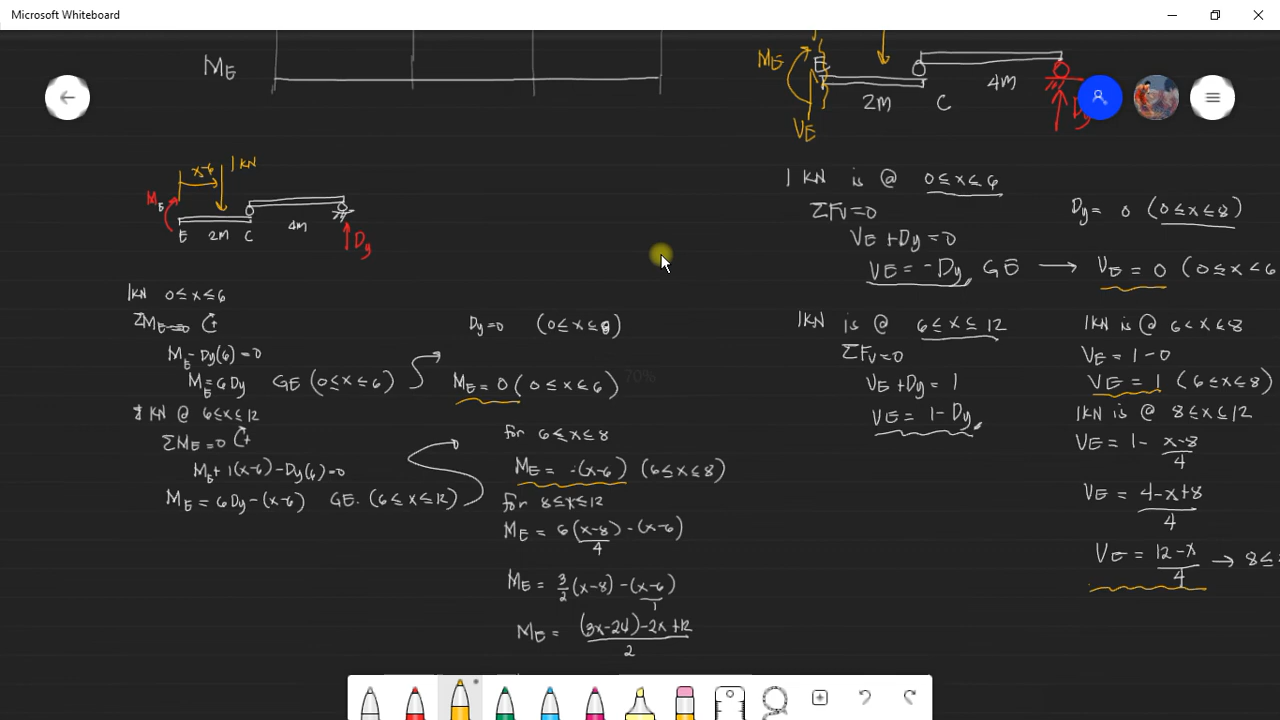 Microsoft Whiteboard
ME
x-6
1 KN
ME
E 2M C 4M Dy
1KN 0≤x≤6
ΣME=0 ↻+
ME-Dy(6)=0
ME=6Dy GE (0≤x≤6)
1 KN @ 6≤x≤12
ΣME=0 ↻+
ME+1(x-6)-Dy(6)=0
ME=6Dy-(x-6) GE. (6≤x≤12)
Dy=0 (0≤x≤8)
70%
ME=0 (0≤x≤6)
for 6≤x≤8
ME= -(x-6) (6≤x≤8)
for 8≤x≤12
ME= 6(x-8)/4 -(x-6)
ME= 3/2(x-8)-(x-6)/1
ME= (3x-24)-2x+12/2
ME E
2M C 4M
VE Dy
1 KN is @ 0≤x≤6
ΣFV=0
VE+Dy=0
VE=-Dy, GE →
1KN is @ 6≤x≤12
ΣFV=0
VE+Dy=1
VE=1-Dy.
Dy= 0 (0≤x≤8)
VE=0 (0≤x<6
1KN is @ 6<x≤8
VE=1-0
VE=1 (6≤x≤8)
1KN is @ 8≤x≤12
VE=1- x-8/4
VE= 4-x+8/4
VE= 12-x/4 → 8≤